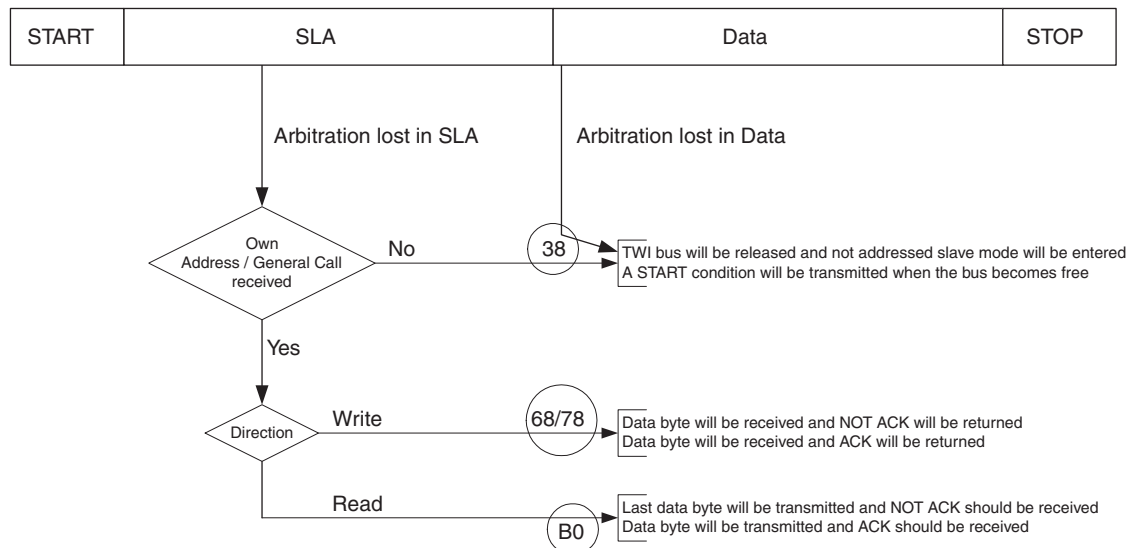 START SLA Data STOP
Arbitration lost in SLA Arbitration lost in Data
Own
Address / General Call
received
No
38
TWI bus will be released and not addressed slave mode will be entered
A START condition will be transmitted when the bus becomes free
Yes
Direction
Write
68/78
Data byte will be received and NOT ACK will be returned
Data byte will be received and ACK will be returned
Read
B0
Last data byte will be transmitted and NOT ACK should be received
Data byte will be transmitted and ACK should be received